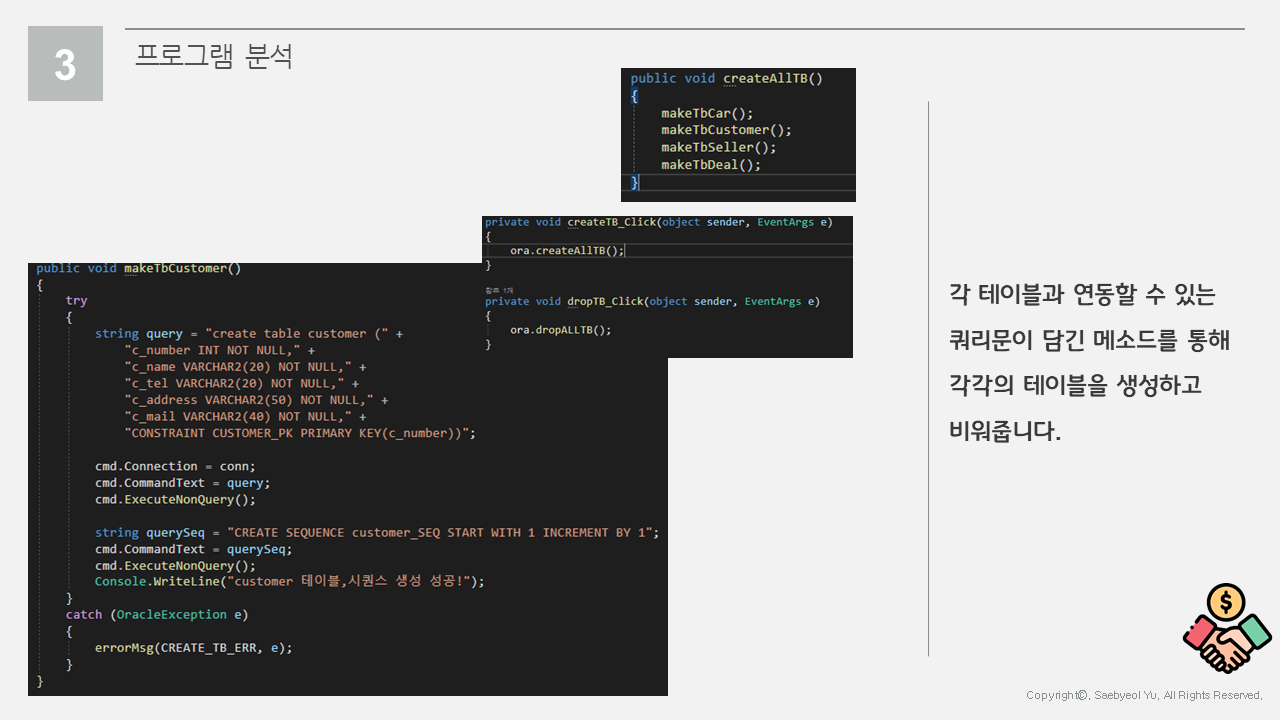 3
프로그램 분석
public void createAllTB()
{
makeTbCar();
makeTbCustomer();
makeTbSeller();
makeTbDeal();
}
private void createTB_Click(object sender, EventArgs e)
{
ora.createAllTB();
}
참조 1개
private void dropTB_Click(object sender, EventArgs e)
{
ora.dropALLTB();
}
public void makeTbCustomer()
{
try
{
string query = "create table customer (" +
"c_number INT NOT NULL," +
"c_name VARCHAR2(20) NOT NULL," +
"c_tel VARCHAR2(20) NOT NULL," +
"c_address VARCHAR2(50) NOT NULL," +
"c_mail VARCHAR2(40) NOT NULL," +
"CONSTRAINT CUSTOMER_PK PRIMARY KEY(c_number))";
cmd.Connection = conn;
cmd.CommandText = query;
cmd.ExecuteNonQuery();
string querySeq = "CREATE SEQUENCE customer_SEQ START WITH 1 INCREMENT BY 1";
cmd.CommandText = querySeq;
cmd.ExecuteNonQuery();
Console.WriteLine("customer 테이블,시퀀스 생성 성공!");
}
catch (OracleException e)
{
errorMsg(CREATE_TB_ERR, e);
}
}
각 테이블과 연동할 수 있는
쿼리문이 담긴 메소드를 통해
각각의 테이블을 생성하고
비워줍니다.
$
Copyright©. Saebyeol Yu. All Rights Reserved.